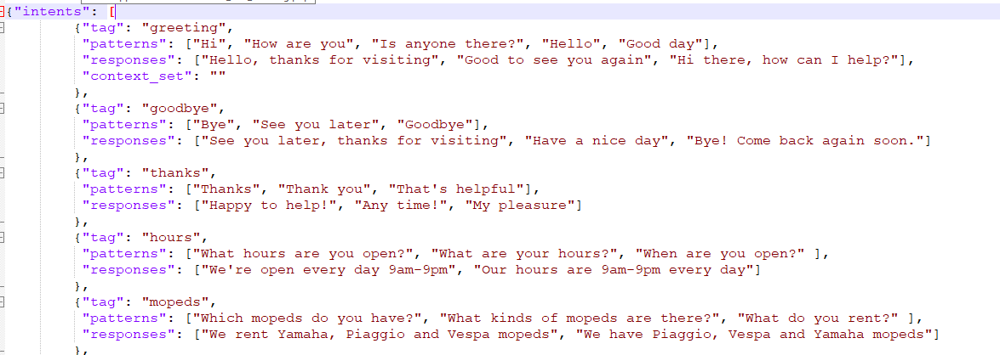 {"intents": [
{"tag": "greeting",
"patterns": ["Hi", "How are you", "Is anyone there?", "Hello", "Good day"],
"responses": ["Hello, thanks for visiting", "Good to see you again", "Hi there, how can I help?"],
"context_set": ""
},
{"tag": "goodbye",
"patterns": ["Bye", "See you later", "Goodbye"],
"responses": ["See you later, thanks for visiting", "Have a nice day", "Bye! Come back again soon."]
},
{"tag": "thanks",
"patterns": ["Thanks", "Thank you", "That's helpful"],
"responses": ["Happy to help!", "Any time!", "My pleasure"]
},
{"tag": "hours",
"patterns": ["What hours are you open?", "What are your hours?", "When are you open?" ],
"responses": ["We're open every day 9am-9pm", "Our hours are 9am-9pm every day"]
},
{"tag": "mopeds",
"patterns": ["Which mopeds do you have?", "What kinds of mopeds are there?", "What do you rent?" ],
"responses": ["We rent Yamaha, Piaggio and Vespa mopeds", "We have Piaggio, Vespa and Yamaha mopeds"]
},